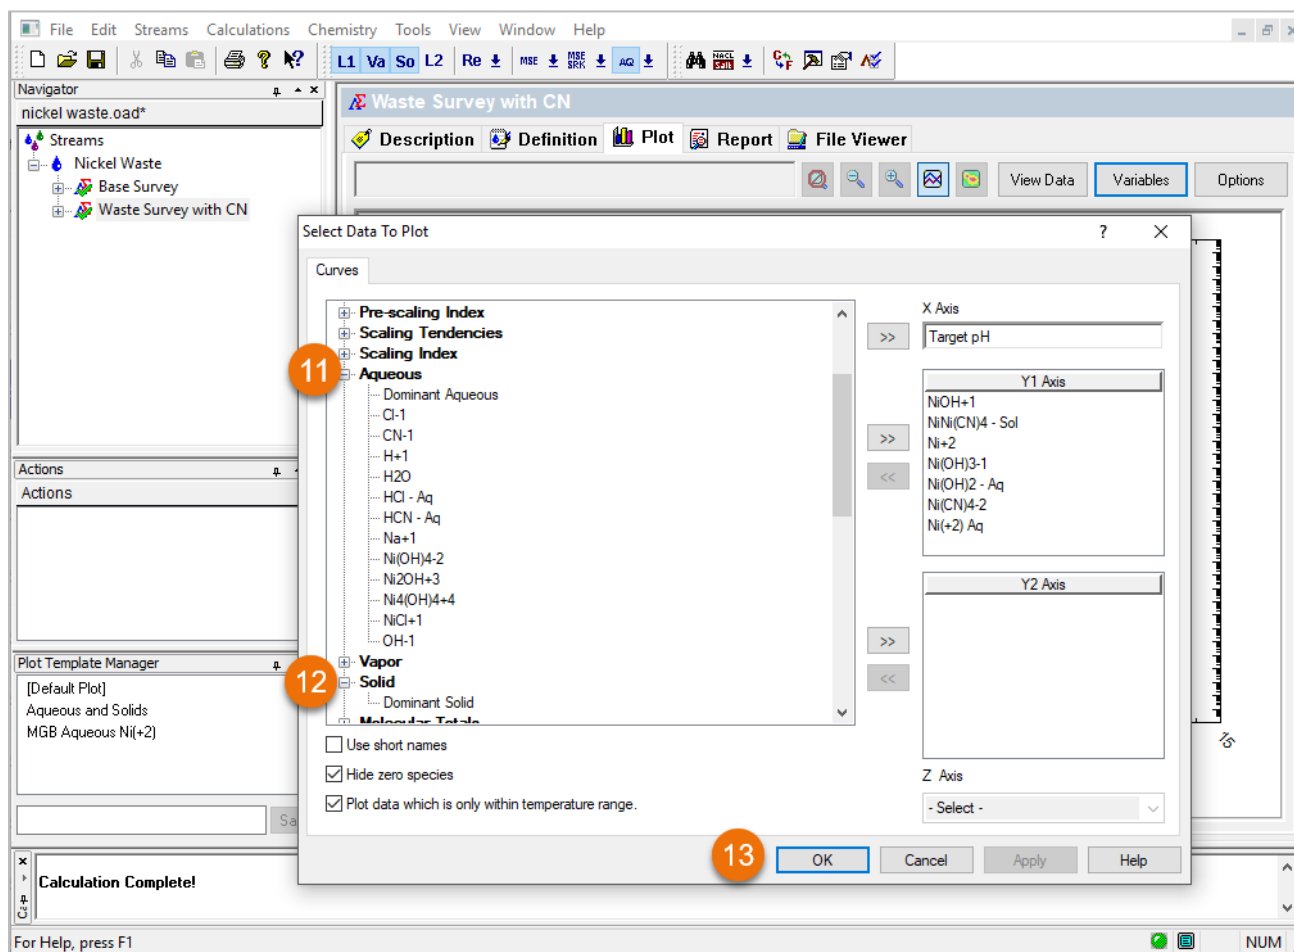 File Edit Streams Calculations Chemistry Tools View Window Help
L1 Va So L2 Re MSE MSE SRK AQ
Navigator
nickel waste.oad*
Streams
Nickel Waste
Base Survey
Waste Survey with CN
Waste Survey with CN
Description Definition Plot Report File Viewer
View Data Variables Options
Select Data To Plot
Curves
Pre-scaling Index
Scaling Tendencies
Scaling Index
11
Aqueous
Dominant Aqueous
Cl-1
CN-1
H+1
H2O
HCl - Aq
HCN - Aq
Na+1
Ni(OH)4-2
Ni2OH+3
Ni4(OH)4+4
NiCl+1
OH-1
Vapor
12
Solid
Dominant Solid
Molecular Totals
Use short names
Hide zero species
Plot data which is only within temperature range.
X Axis
>> Target pH
Y1 Axis
NiOH+1
NiNi(CN)4 - Sol
Ni+2
Ni(OH)3-1
Ni(OH)2 - Aq
Ni(CN)4-2
Ni(+2) Aq
>>
<<
Y2 Axis
>>
<<
Z Axis
- Select -
13
OK Cancel Apply Help
15
Actions
Actions
Plot Template Manager
[Default Plot]
Aqueous and Solids
MGB Aqueous Ni(+2)
Sa
Calculation Complete!
For Help, press F1
NUM